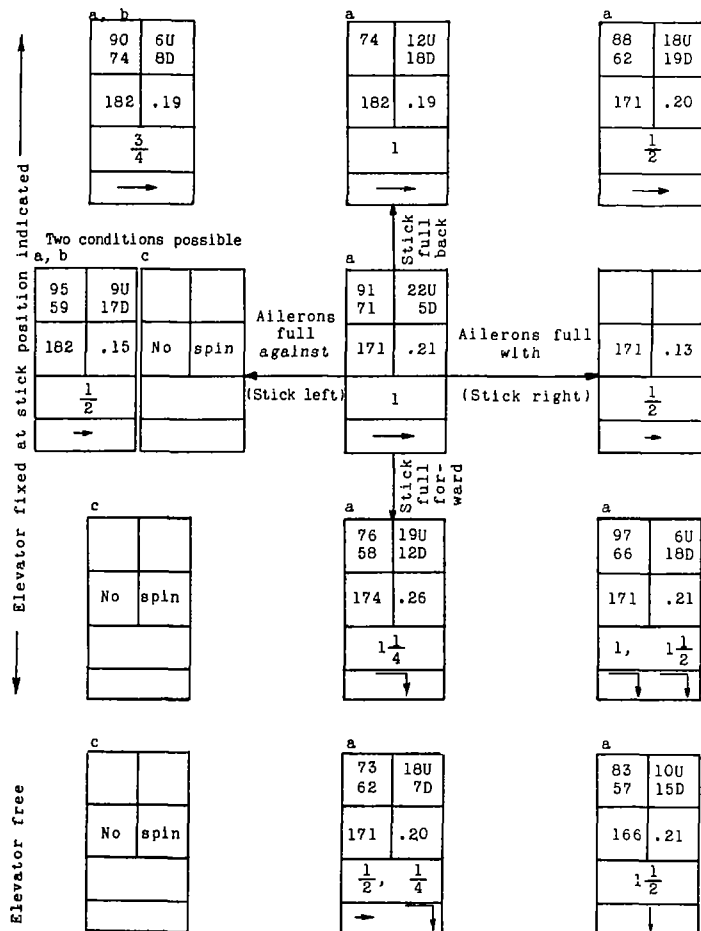 a, b
90 6U
74 8D
182 .19
3/4
a
74 12U
18D
182 .19
1
a
88 18U
62 19D
171 .20
1/2
Elevator fixed at stick position indicated
Two conditions possible
a, b
95 9U
59 17D
182 .15
1/2
c
No spin
Stick
full
back
Ailerons
full
against
(Stick left)
a
91 22U
71 5D
171 .21
1
Ailerons full
with
(Stick right)
171 .13
1/2
Stick
full
for-
ward
c
No spin
a
76 19U
58 12D
174 .26
1 1/4
a
97 6U
66 18D
171 .21
1, 1 1/2
Elevator free
c
No spin
a
73 18U
62 7D
171 .20
1/2, 1/4
a
83 10U
57 15D
166 .21
1 1/2